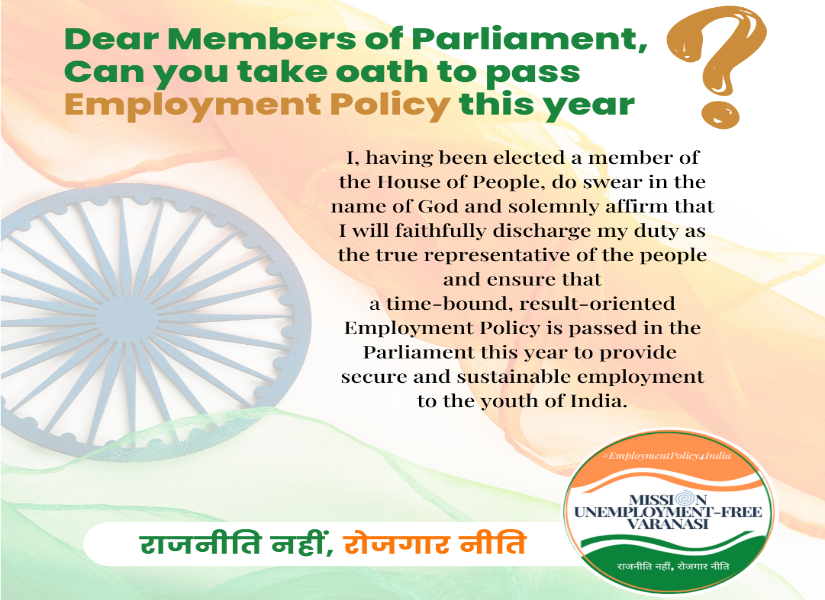 Dear Members of Parliament,
Can you take oath to pass
Employment Policy this year
?
I, having been elected a member of
the House of People, do swear in the
name of God and solemnly affirm that
I will faithfully discharge my duty as
the true representative of the people
and ensure that
a time-bound, result-oriented
Employment Policy is passed in the
Parliament this year to provide
secure and sustainable employment
to the youth of India.
#EmploymentPolicy4India
MISSION
UNEMPLOYMENT-FREE
VARANASI
राजनीति नहीं, रोजगार नीति
राजनीति नहीं, रोजगार नीति